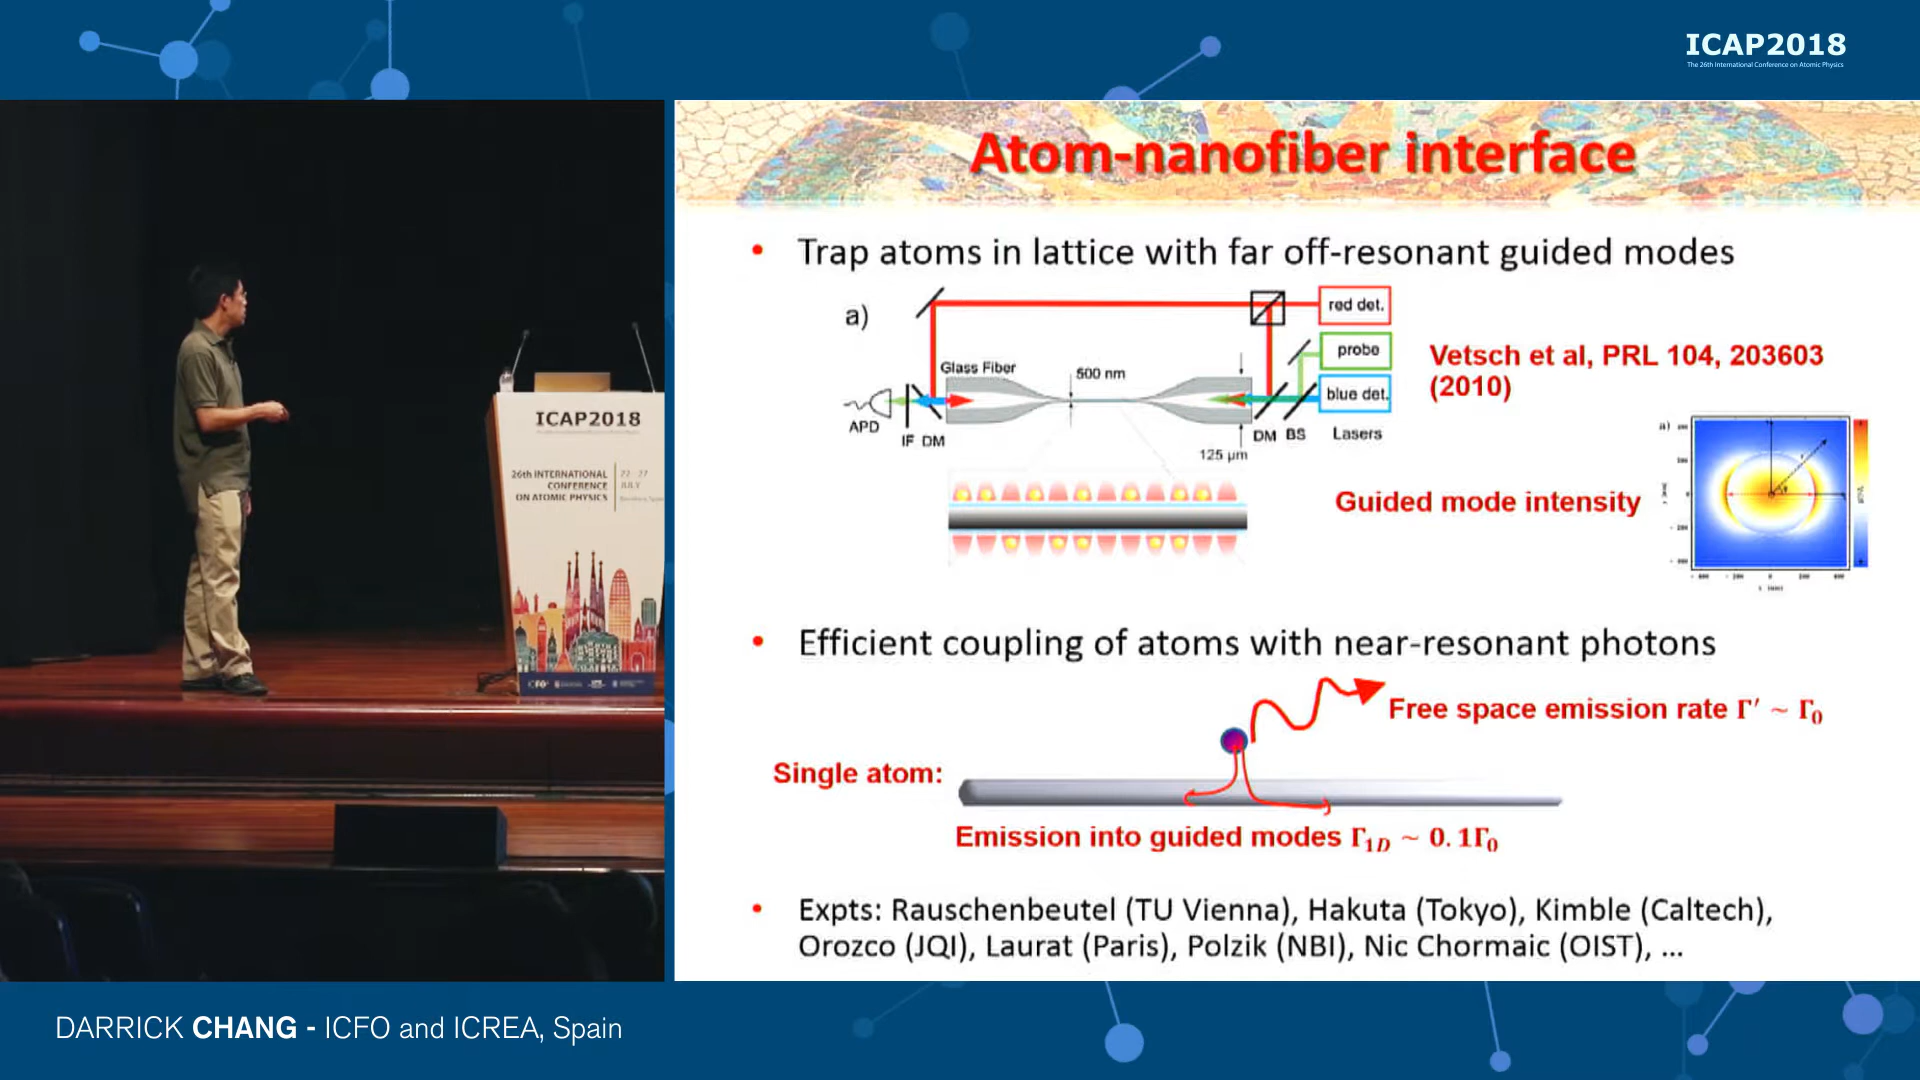 ICAP2018
The 26th International Conference on Atomic Physics
Atom-nanofiber interface
• Trap atoms in lattice with far off-resonant guided modes
a)
red det.
probe
blue det.
Glass Fiber
500 nm
APD
IF DM
DM BS Lasers
125 µm
Vetsch et al, PRL 104, 203603
(2010)
Guided mode intensity
• Efficient coupling of atoms with near-resonant photons
Free space emission rate Γ′ ~ Γ₀
Single atom:
Emission into guided modes Γ₁D ~ 0.1Γ₀
• Expts: Rauschenbeutel (TU Vienna), Hakuta (Tokyo), Kimble (Caltech),
Orozco (JQI), Laurat (Paris), Polzik (NBI), Nic Chormaic (OIST), ...
ICAP2018
26th INTERNATIONAL
CONFERENCE
ON ATOMIC PHYSICS
JULY
ICFO
DARRICK CHANG - ICFO and ICREA, Spain